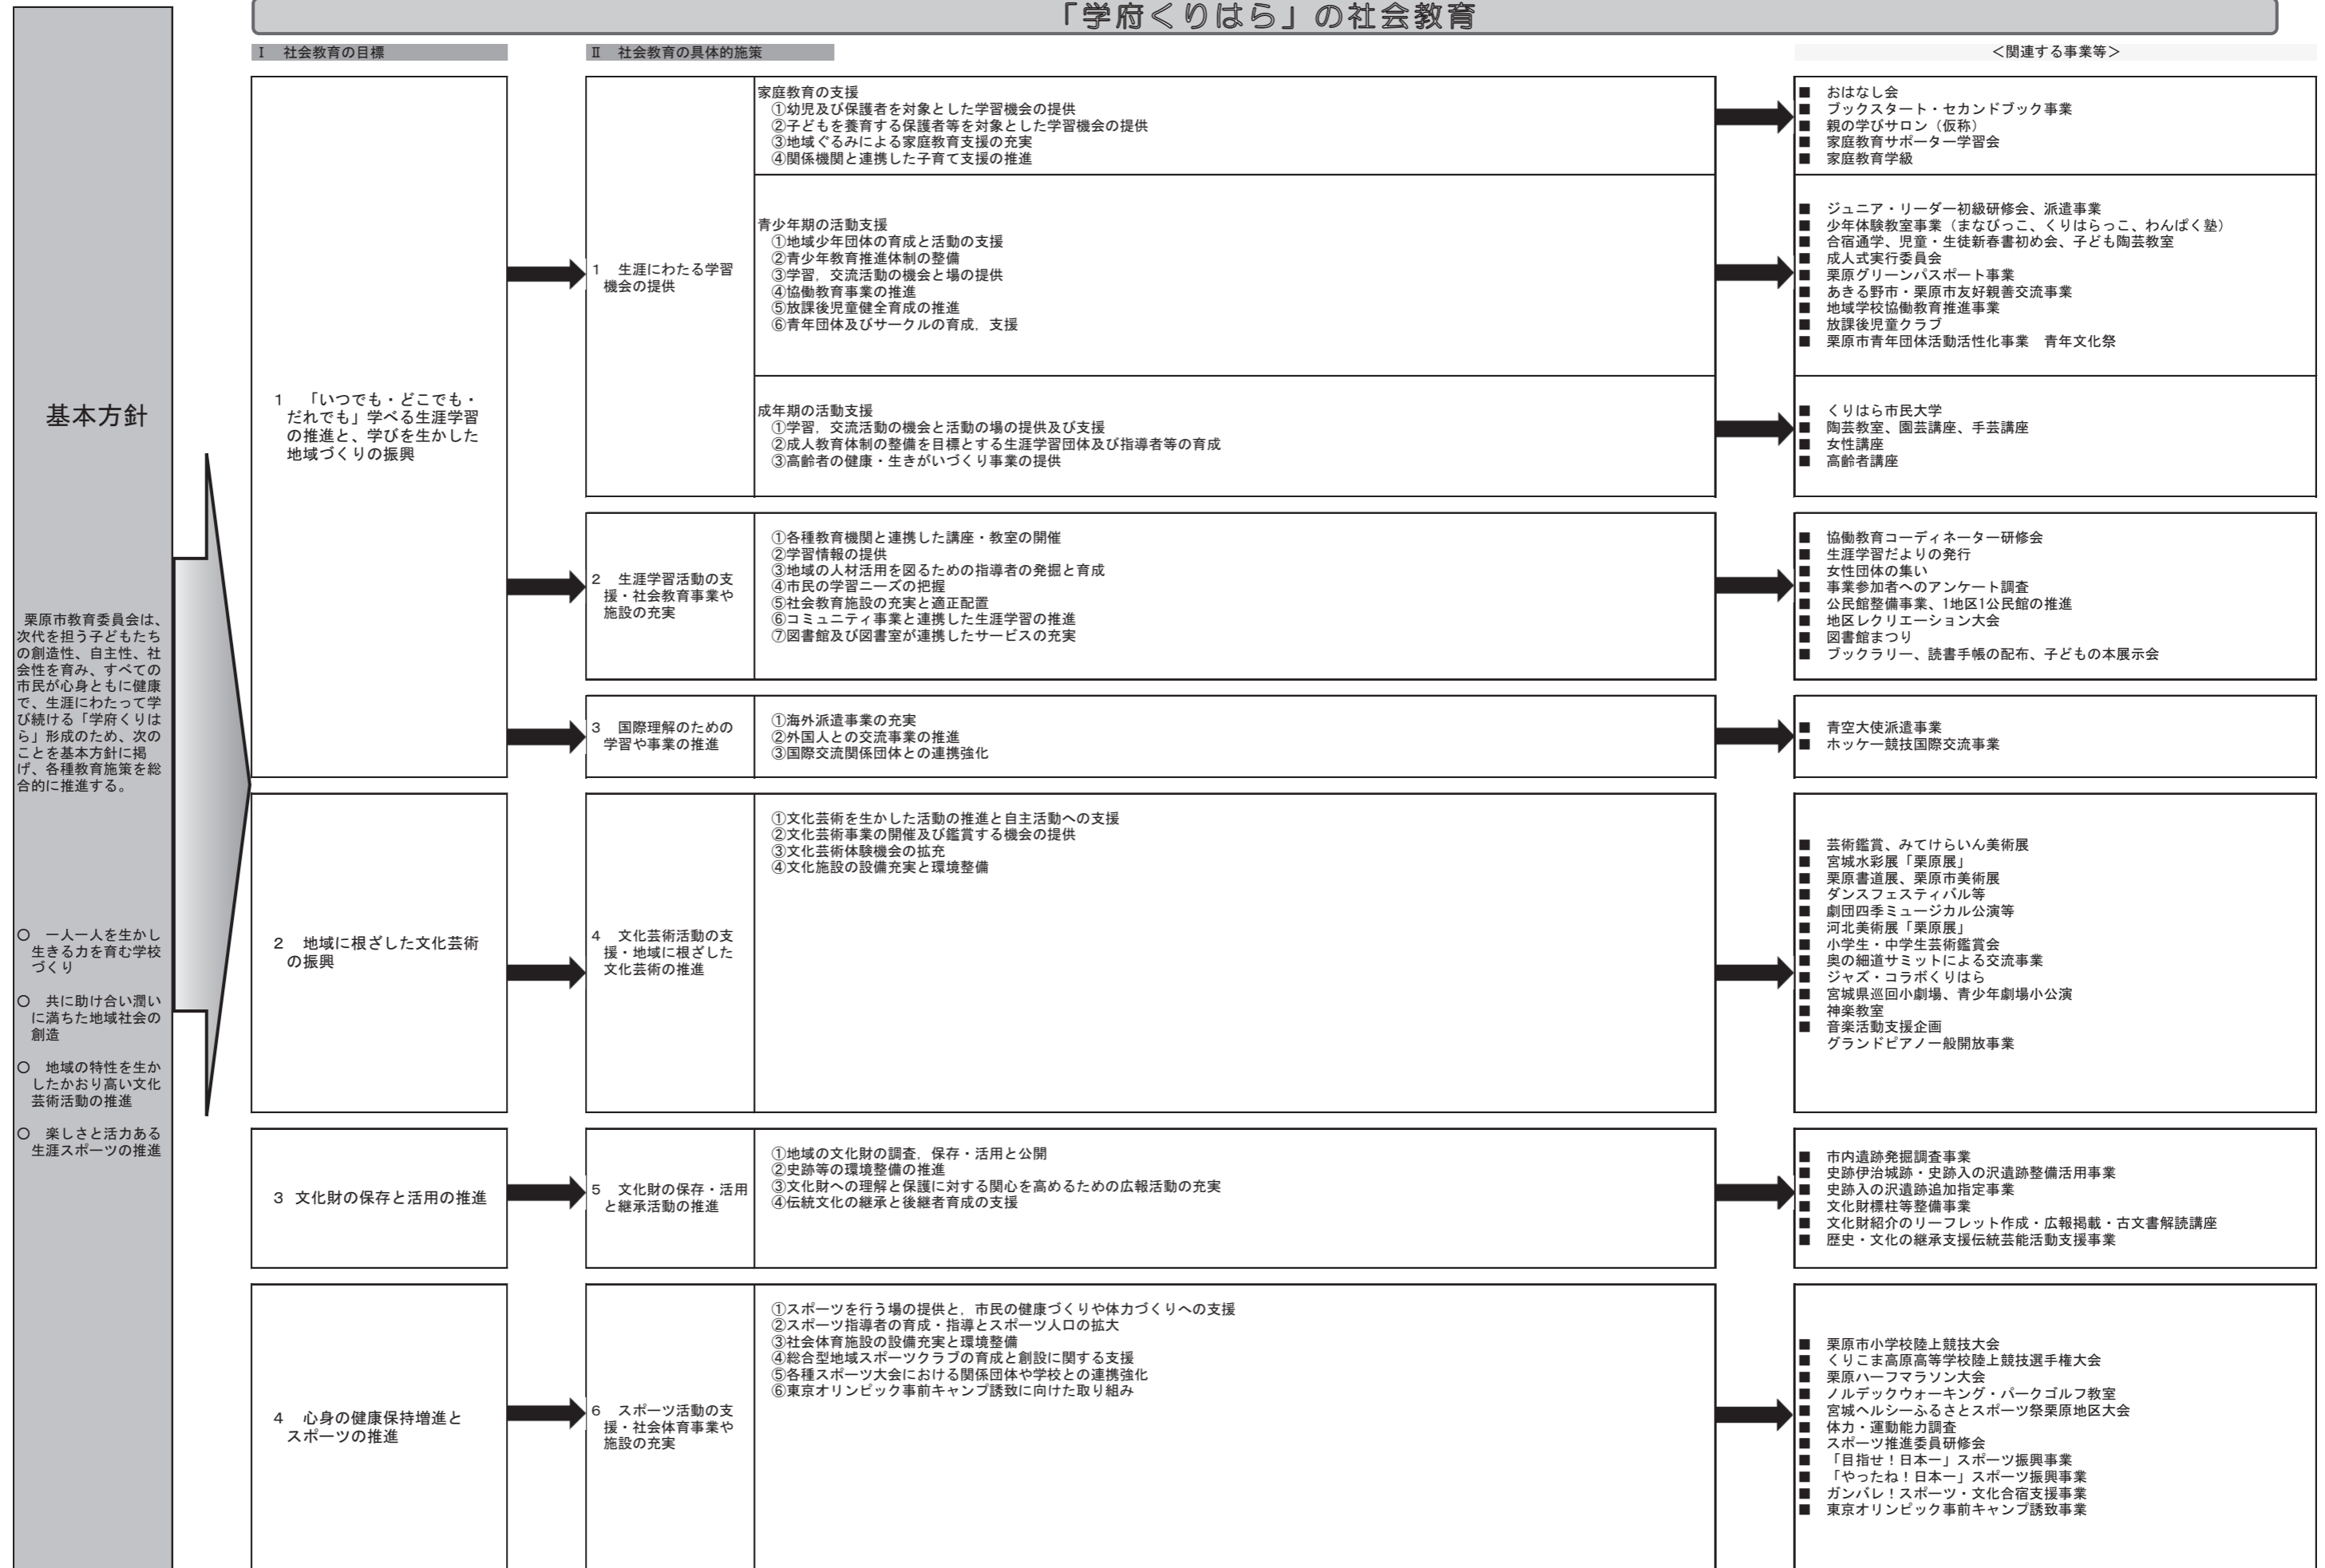 「学府くりはら」の社会教育
Ⅰ　社会教育の目標
Ⅱ　社会教育の具体的施策
＜関連する事業等＞
基本方針
栗原市教育委員会は、
次代を担う子どもたち
の創造性、自主性、社
会性を育み、すべての
市民が心身ともに健康
で、生涯にわたって学
び続ける「学府くりは
ら」形成のため、次の
ことを基本方針に掲
げ、各種教育施策を総
合的に推進する。
○　一人一人を生かし
生きる力を育む学校
づくり
○　共に助け合い潤い
に満ちた地域社会の
創造
○　地域の特性を生か
したかおり高い文化
芸術活動の推進
○　楽しさと活力ある
生涯スポーツの推進
1　「いつでも・どこでも・
だれでも」学べる生涯学習
の推進と、学びを生かした
地域づくりの振興
1　生涯にわたる学習
機会の提供
家庭教育の支援
①幼児及び保護者を対象とした学習機会の提供
②子どもを養育する保護者等を対象とした学習機会の提供
③地域ぐるみによる家庭教育支援の充実
④関係機関と連携した子育て支援の推進
■　おはなし会
■　ブックスタート・セカンドブック事業
■　親の学びサロン（仮称）
■　家庭教育サポーター学習会
■　家庭教育学級
青少年期の活動支援
①地域少年団体の育成と活動の支援
②青少年教育推進体制の整備
③学習，交流活動の機会と場の提供
④協働教育事業の推進
⑤放課後児童健全育成の推進
⑥青年団体及びサークルの育成，支援
■　ジュニア・リーダー初級研修会、派遣事業
■　少年体験教室事業（まなびっこ、くりはらっこ、わんぱく塾）
■　合宿通学、児童・生徒新春書初め会、子ども陶芸教室
■　成人式実行委員会
■　栗原グリーンパスポート事業
■　あきる野市・栗原市友好親善交流事業
■　地域学校協働教育推進事業
■　放課後児童クラブ
■　栗原市青年団体活動活性化事業　青年文化祭
成年期の活動支援
①学習，交流活動の機会と活動の場の提供及び支援
②成人教育体制の整備を目標とする生涯学習団体及び指導者等の育成
③高齢者の健康・生きがいづくり事業の提供
■　くりはら市民大学
■　陶芸教室、園芸講座、手芸講座
■　女性講座
■　高齢者講座
2　生涯学習活動の支
援・社会教育事業や
施設の充実
①各種教育機関と連携した講座・教室の開催
②学習情報の提供
③地域の人材活用を図るための指導者の発掘と育成
④市民の学習ニーズの把握
⑤社会教育施設の充実と適正配置
⑥コミュニティ事業と連携した生涯学習の推進
⑦図書館及び図書室が連携したサービスの充実
■　協働教育コーディネーター研修会
■　生涯学習だよりの発行
■　女性団体の集い
■　事業参加者へのアンケート調査
■　公民館整備事業、1地区1公民館の推進
■　地区レクリエーション大会
■　図書館まつり
■　ブックラリー、読書手帳の配布、子どもの本展示会
3　国際理解のための
学習や事業の推進
①海外派遣事業の充実
②外国人との交流事業の推進
③国際交流関係団体との連携強化
■　青空大使派遣事業
■　ホッケー競技国際交流事業
2　地域に根ざした文化芸術
の振興
4　文化芸術活動の支
援・地域に根ざした
文化芸術の推進
①文化芸術を生かした活動の推進と自主活動への支援
②文化芸術事業の開催及び鑑賞する機会の提供
③文化芸術体験機会の拡充
④文化施設の設備充実と環境整備
■　芸術鑑賞、みてけらいん美術展
■　宮城水彩展「栗原展」
■　栗原書道展、栗原市美術展
■　ダンスフェスティバル等
■　劇団四季ミュージカル公演等
■　河北美術展「栗原展」
■　小学生・中学生芸術鑑賞会
■　奥の細道サミットによる交流事業
■　ジャズ・コラボくりはら
■　宮城県巡回小劇場、青少年劇場小公演
■　神楽教室
■　音楽活動支援企画
グランドピアノ一般開放事業
3　文化財の保存と活用の推進
5　文化財の保存・活用
と継承活動の推進
①地域の文化財の調査，保存・活用と公開
②史跡等の環境整備の推進
③文化財への理解と保護に対する関心を高めるための広報活動の充実
④伝統文化の継承と後継者育成の支援
■　市内遺跡発掘調査事業
■　史跡伊治城跡・史跡入の沢遺跡整備活用事業
■　史跡入の沢遺跡追加指定事業
■　文化財標柱等整備事業
■　文化財紹介のリーフレット作成・広報掲載・古文書解読講座
■　歴史・文化の継承支援伝統芸能活動支援事業
4　心身の健康保持増進と
スポーツの推進
6　スポーツ活動の支
援・社会体育事業や
施設の充実
①スポーツを行う場の提供と，市民の健康づくりや体力づくりへの支援
②スポーツ指導者の育成・指導とスポーツ人口の拡大
③社会体育施設の設備充実と環境整備
④総合型地域スポーツクラブの育成と創設に関する支援
⑤各種スポーツ大会における関係団体や学校との連携強化
⑥東京オリンピック事前キャンプ誘致に向けた取り組み
■　栗原市小学校陸上競技大会
■　くりこま高原高等学校陸上競技選手権大会
■　栗原ハーフマラソン大会
■　ノルデックウォーキング・パークゴルフ教室
■　宮城ヘルシーふるさとスポーツ祭栗原地区大会
■　体力・運動能力調査
■　スポーツ推進委員研修会
■　「目指せ！日本一」スポーツ振興事業
■　「やったね！日本一」スポーツ振興事業
■　ガンバレ！スポーツ・文化合宿支援事業
■　東京オリンピック事前キャンプ誘致事業